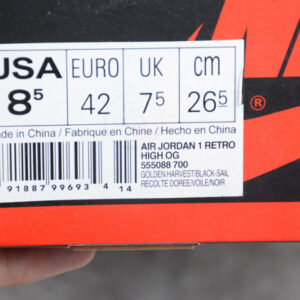 USA EURO UK cm
8⁵ 42 7⁵ 26⁵
ade in China / Fabrique en Chine / Hecho en China
AIR JORDAN 1 RETRO
HIGH OG
555088 700
91887 99693 4 14
GOLDEN HARVEST/BLACK-SAIL
RECOLTE DOREE/VOILE/NOIR
®